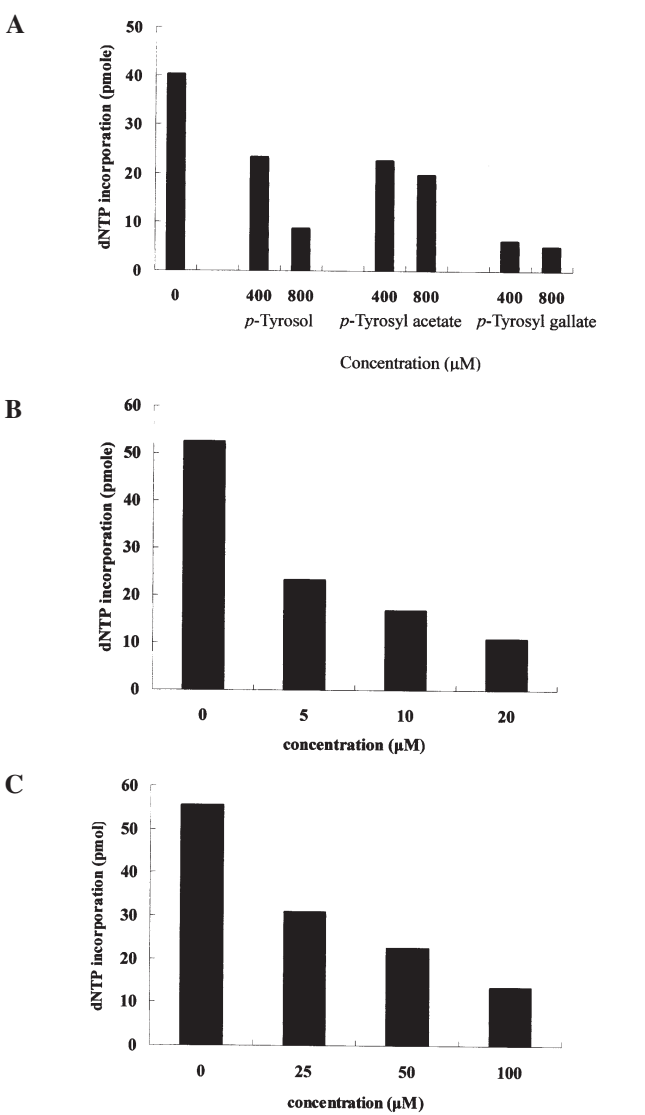 A
dNTP incorporation (pmole)
50
40
30
20
10
0
0 400 800 400 800 400 800
p-Tyrosol p-Tyrosyl acetate p-Tyrosyl gallate
Concentration (µM)
B
dNTP incorporation (pmole)
60
50
40
30
20
10
0
0 5 10 20
concentration (µM)
C
dNTP incorporation (pmol)
60
50
40
30
20
10
0
0 25 50 100
concentration (µM)